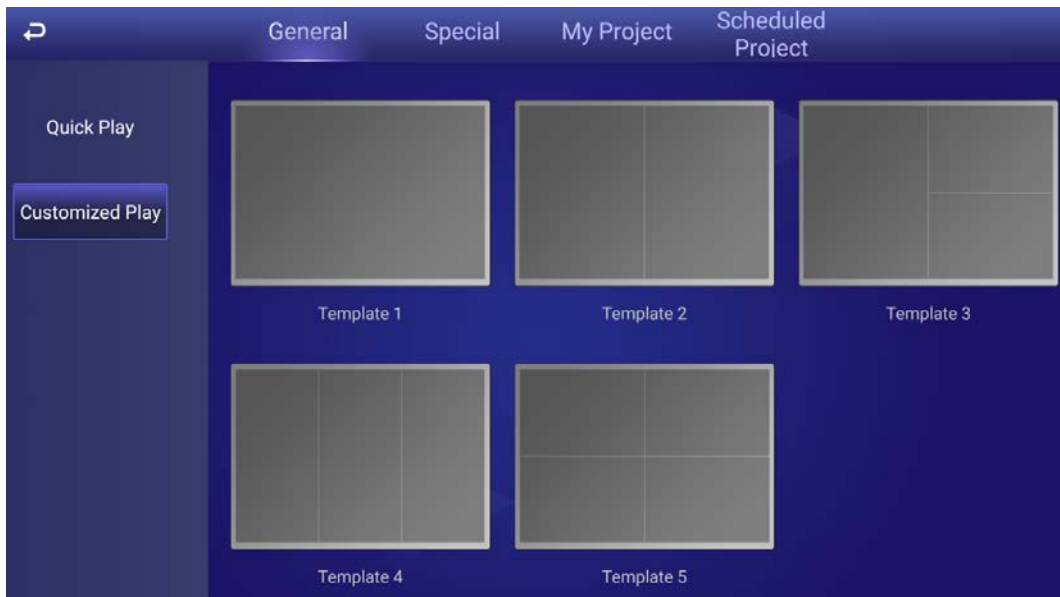 General
Special
My Project
Scheduled
Project
Quick Play
Customized Play
Template 1
Template 2
Template 3
Template 4
Template 5